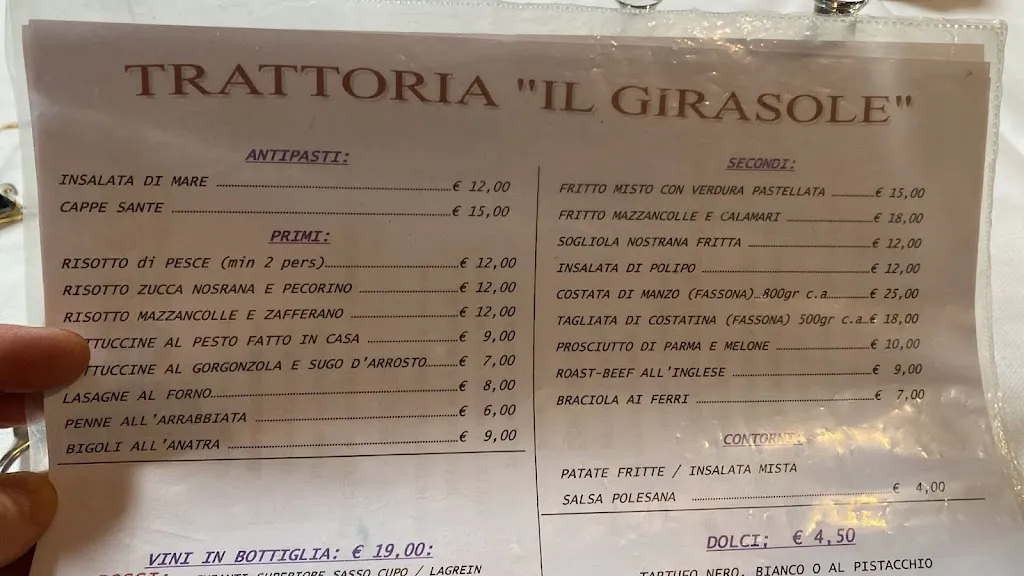 TRATTORIA "IL GIRASOLE"
ANTIPASTI:
INSALATA DI MARE € 12,00
CAPPE SANTE € 15,00
PRIMI:
RISOTTO di PESCE (min 2 pers) € 12,00
RISOTTO ZUCCA NOSRANA E PECORINO € 12,00
RISOTTO MAZZANCOLLE E ZAFFERANO € 12,00
TTUCCINE AL PESTO FATTO IN CASA € 9,00
TTUCCINE AL GORGONZOLA E SUGO D'ARROSTO € 7,00
LASAGNE AL FORNO € 8,00
PENNE ALL'ARRABBIATA € 6,00
BIGOLI ALL'ANATRA € 9,00
VINI IN BOTTIGLIA: € 19,00:
SUPERIORE SASSO CUPO / LAGREIN
SECONDI:
FRITTO MISTO CON VERDURA PASTELLATA € 15,00
FRITTO MAZZANCOLLE E CALAMARI € 18,00
SOGLIOLA NOSTRANA FRITTA € 12,00
INSALATA DI POLIPO € 12,00
COSTATA DI MANZO (FASSONA) 800gr c.a € 25,00
TAGLIATA DI COSTATINA (FASSONA) 500gr c.a € 18,00
PROSCIUTTO DI PARMA E MELONE € 10,00
ROAST-BEEF ALL'INGLESE € 9,00
BRACIOLA AI FERRI € 7,00
CONTORNI:
PATATE FRITTE / INSALATA MISTA
SALSA POLESANA € 4,00
DOLCI; € 4,50
TARTUFO NERO, BIANCO O AL PISTACCHIO